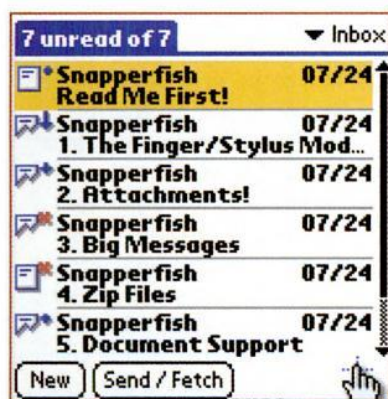 7 unread of 7
Inbox
Snapperfish 07/24
Read Me First!
Snapperfish 07/24
1. The Finger/Stylus Mod...
Snapperfish 07/24
2. Attachments!
Snapperfish 07/24
3. Big Messages
Snapperfish 07/24
4. Zip Files
Snapperfish 07/24
5. Document Support
New
Send / Fetch